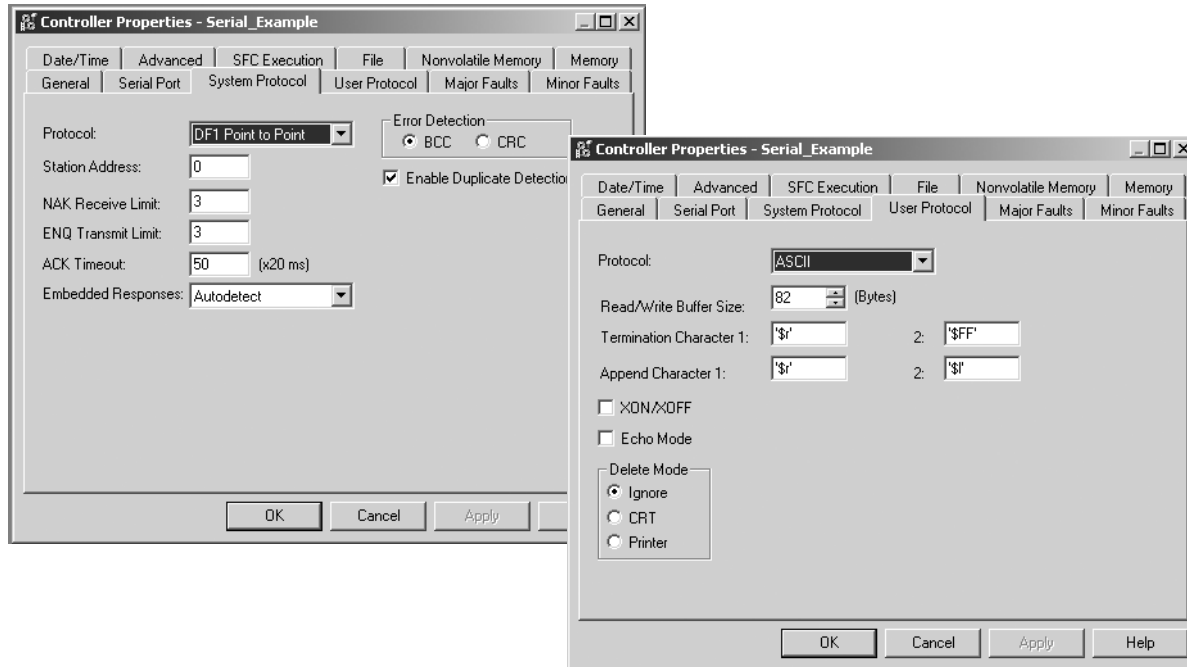 Controller Properties - Serial_Example
Date/Time Advanced SFC Execution File Nonvolatile Memory Memory
General Serial Port System Protocol User Protocol Major Faults Minor Faults
Protocol: DF1 Point to Point
Station Address: 0
NAK Receive Limit: 3
ENQ Transmit Limit: 3
ACK Timeout: 50 (x20 ms)
Embedded Responses: Autodetect
Error Detection
BCC CRC
Enable Duplicate Detection
OK Cancel Apply
Controller Properties - Serial_Example
Date/Time Advanced SFC Execution File Nonvolatile Memory Memory
General Serial Port System Protocol User Protocol Major Faults Minor Faults
Protocol: ASCII
Read/Write Buffer Size: 82 (Bytes)
Termination Character 1: '$r' 2: '$FF'
Append Character 1: '$r' 2: '$l'
XON/XOFF
Echo Mode
Delete Mode
Ignore
CRT
Printer
OK Cancel Apply Help